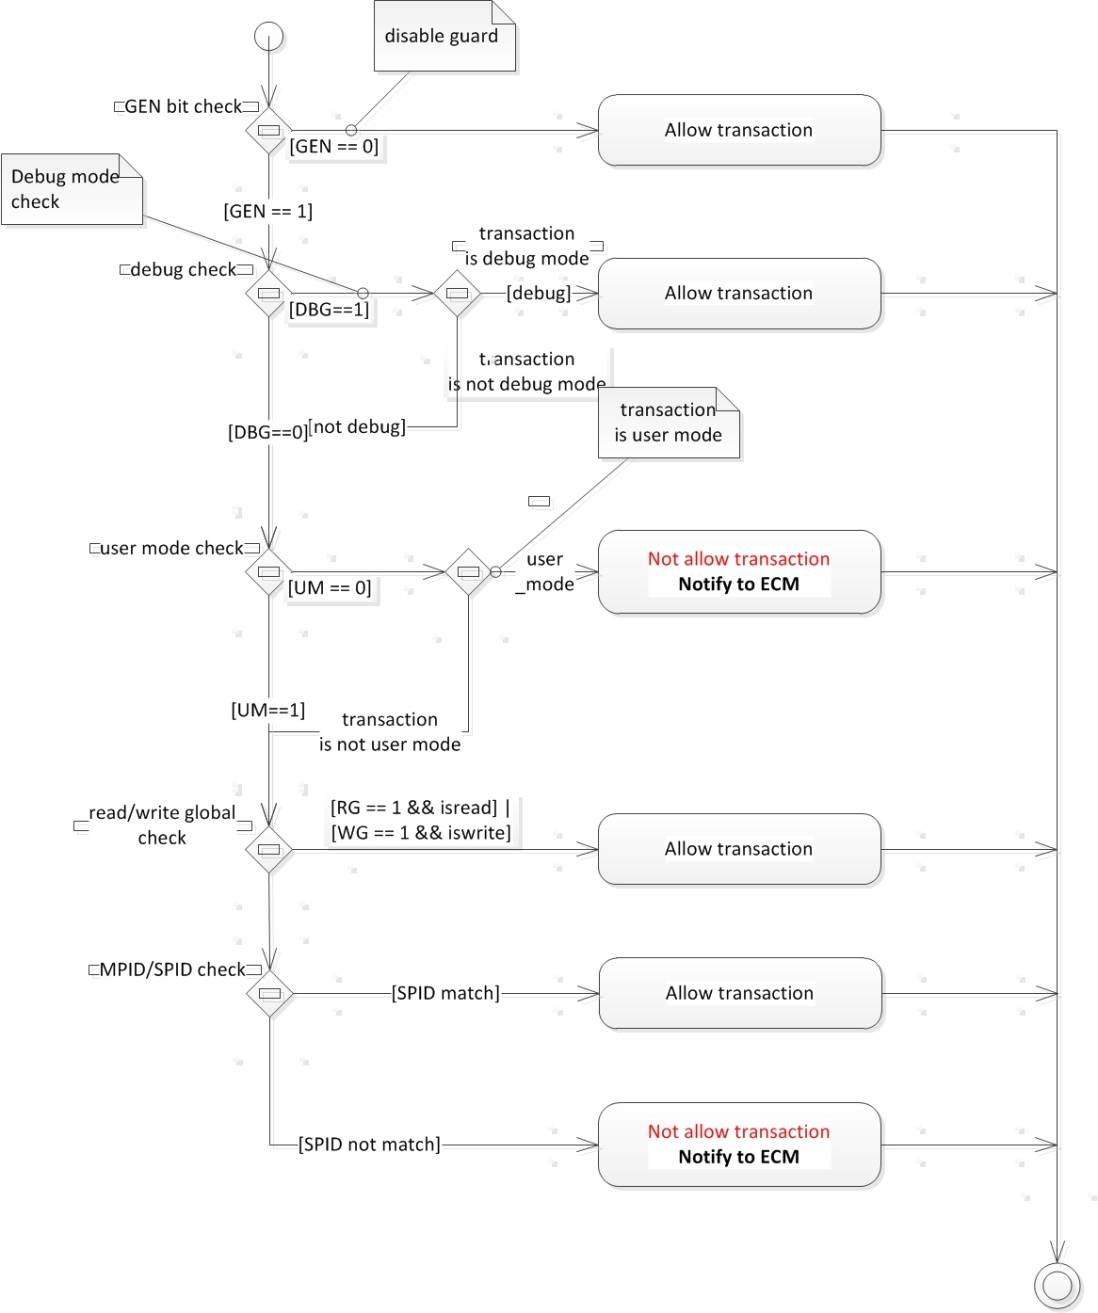 disable guard
GEN bit check
Allow transaction
[GEN == 0]
Debug mode
check
[GEN == 1]
transaction
is debug mode
debug check
[debug]
Allow transaction
[DBG==1]
transaction
is not debug mode
transaction
is user mode
[DBG==0]
[not debug]
user mode check
user
_mode
Not allow transaction
Notify to ECM
[UM == 0]
[UM==1]
transaction
is not user mode
read/write global
check
[RG == 1 && isread] |
[WG == 1 && iswrite]
Allow transaction
MPID/SPID check
[SPID match]
Allow transaction
[SPID not match]
Not allow transaction
Notify to ECM